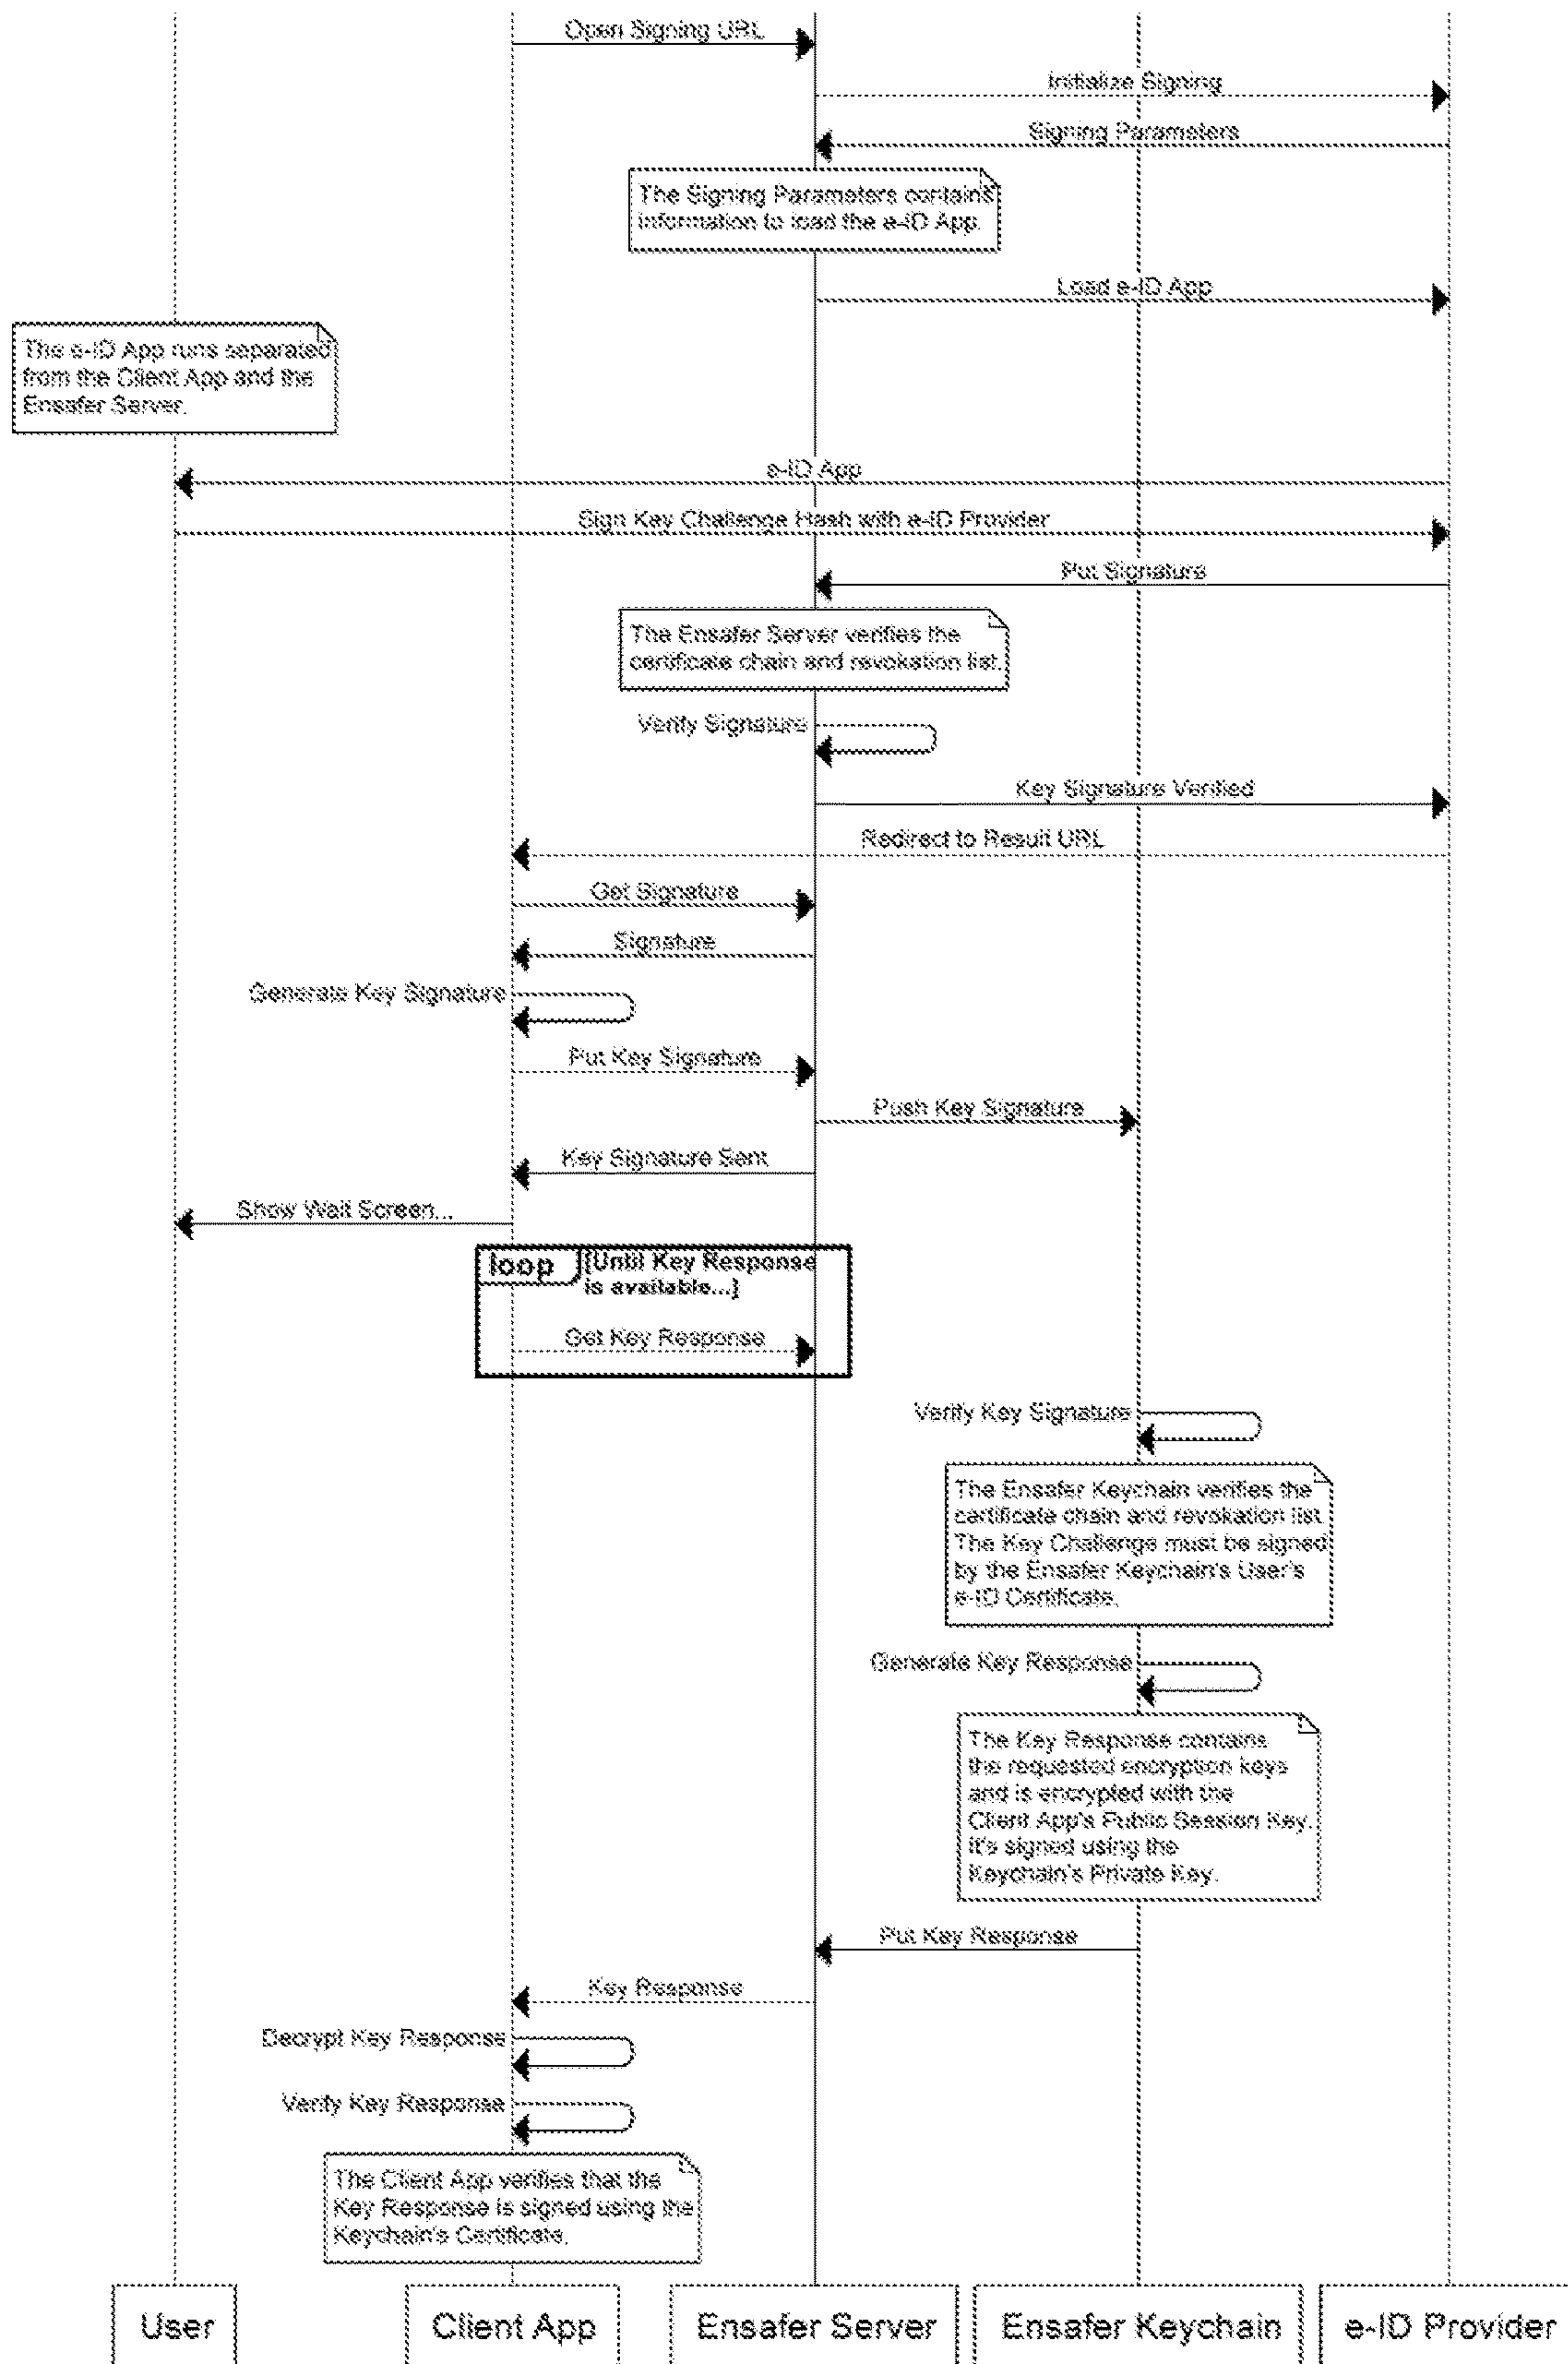 Open Signing URL
Initialize Signing
Signing Parameters
The Signing Parameters contains
information to load the e-ID App.
Load e-ID App
The e-ID App runs separated
from the Client App and the
Ensafer Server.
e-ID App
Sign Key Challenge Hash with e-ID Provider
Put Signature
The Ensafer Server verifies the
certificate chain and revokation list.
Verify Signature
Key Signature Verified
Redirect to Result URL
Get Signature
Signature
Generate Key Signature
Put Key Signature
Push Key Signature
Key Signature Sent
Show Wait Screen...
loop [Until Key Response
is available...]
Get Key Response
Verify Key Signature
The Ensafer Keychain verifies the
certificate chain and revokation list.
The Key Challenge must be signed
by the Ensafer Keychain's User's
e-ID Certificate.
Generate Key Response
The Key Response contains
the requested encryption keys
and is encrypted with the
Client App's Public Session Key.
It's signed using the
Keychain's Private Key.
Put Key Response
Key Response
Decrypt Key Response
Verify Key Response
The Client App verifies that the
Key Response is signed using the
Keychain's Certificate.
User
Client App
Ensafer Server
Ensafer Keychain
e-ID Provider